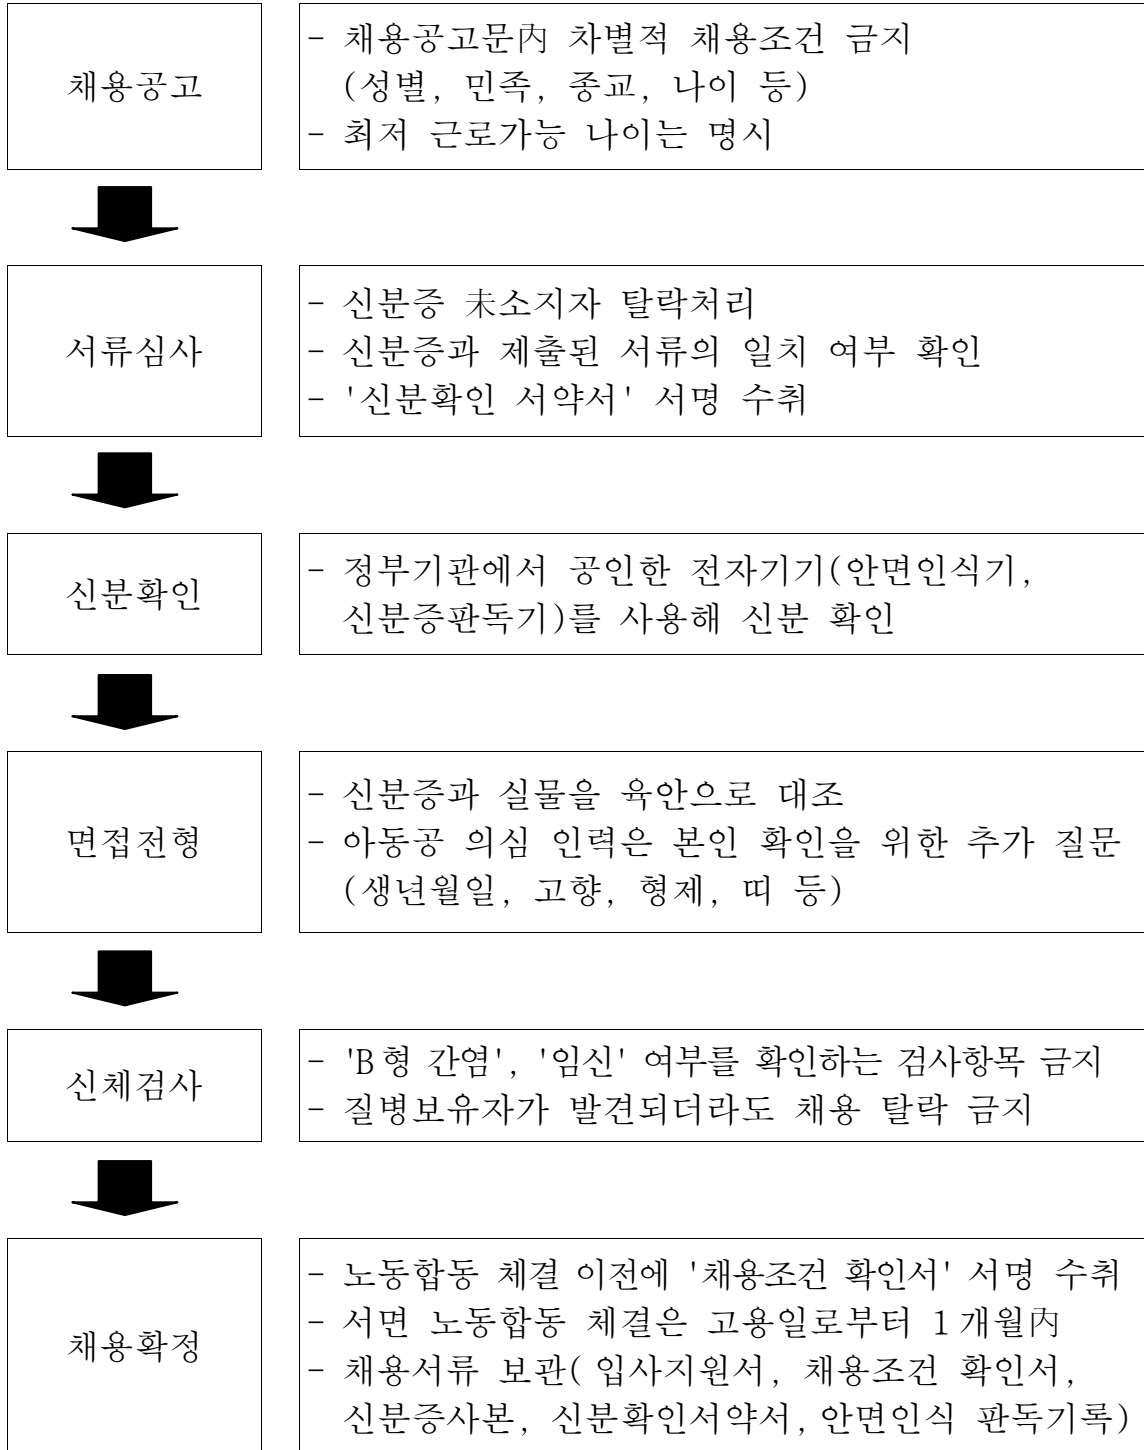 채용공고
- 채용공고문內 차별적 채용조건 금지
(성별, 민족, 종교, 나이 등)
- 최저 근로가능 나이는 명시
서류심사
- 신분증 未소지자 탈락처리
- 신분증과 제출된 서류의 일치 여부 확인
- '신분확인 서약서' 서명 수취
신분확인
- 정부기관에서 공인한 전자기기(안면인식기,
신분증판독기)를 사용해 신분 확인
면접전형
- 신분증과 실물을 육안으로 대조
- 아동공 의심 인력은 본인 확인을 위한 추가 질문
(생년월일, 고향, 형제, 띠 등)
신체검사
- 'B형 간염', '임신' 여부를 확인하는 검사항목 금지
- 질병보유자가 발견되더라도 채용 탈락 금지
채용확정
- 노동합동 체결 이전에 '채용조건 확인서' 서명 수취
- 서면 노동합동 체결은 고용일로부터 1개월內
- 채용서류 보관( 입사지원서, 채용조건 확인서,
신분증사본, 신분확인서약서, 안면인식 판독기록)